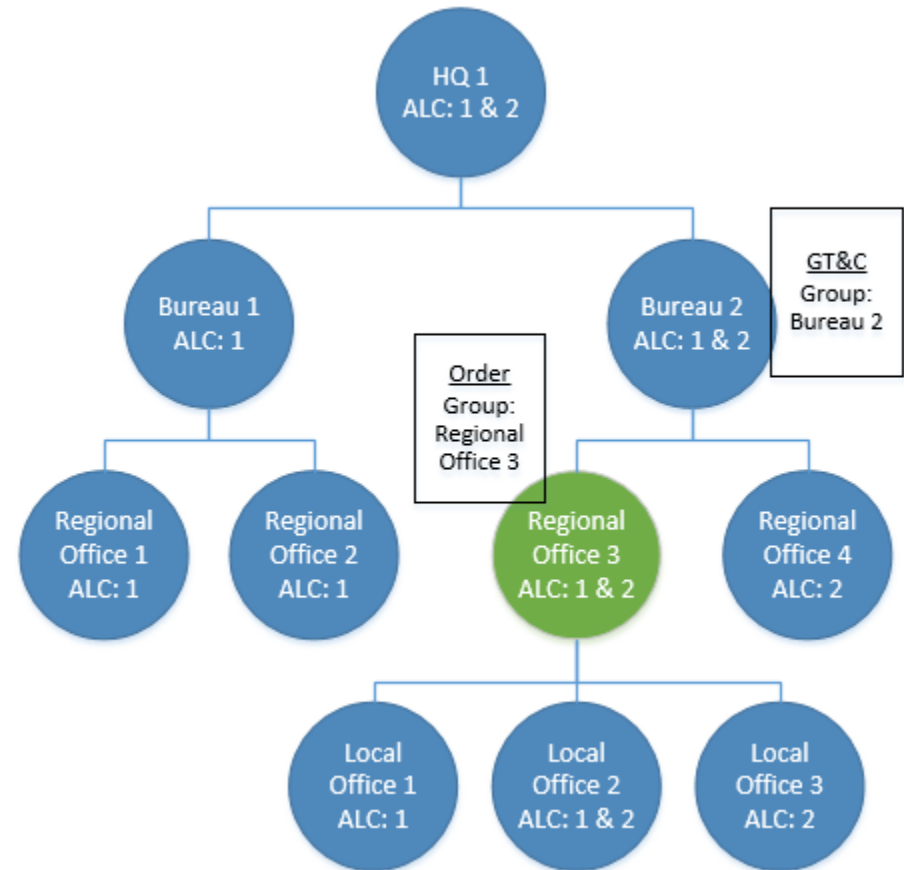 HQ 1
ALC: 1 & 2
Bureau 1
ALC: 1
Bureau 2
ALC: 1 & 2
GT&C
Group:
Bureau 2
Order
Group:
Regional
Office 3
Regional
Office 1
ALC: 1
Regional
Office 2
ALC: 1
Regional
Office 3
ALC: 1 & 2
Regional
Office 4
ALC: 2
Local
Office 1
ALC: 1
Local
Office 2
ALC: 1 & 2
Local
Office 3
ALC: 2